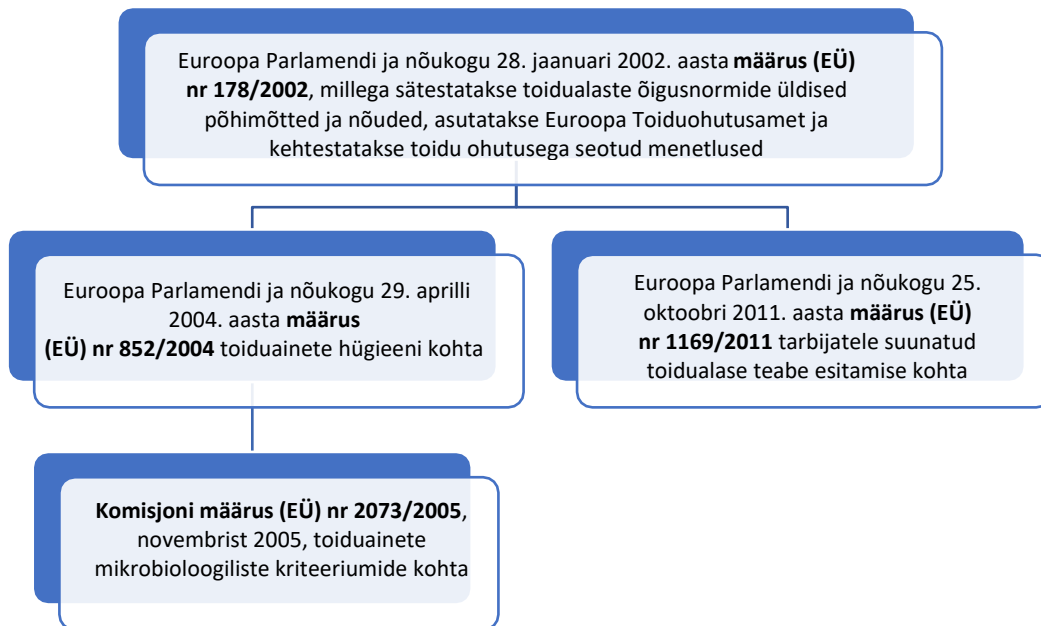 Euroopa Parlamendi ja nõukogu 28. jaanuari 2002. aasta määrus (EÜ)
nr 178/2002, millega sätestatakse toidualaste õigusnormide üldised
põhimõtted ja nõuded, asutatakse Euroopa Toiduohutusamet ja
kehtestatakse toidu ohutusega seotud menetlused
Euroopa Parlamendi ja nõukogu 29. aprilli
2004. aasta määrus
(EÜ) nr 852/2004 toiduainete hügieeni kohta
Euroopa Parlamendi ja nõukogu 25.
oktoobri 2011. aasta määrus (EÜ)
nr 1169/2011 tarbijatele suunatud
toidualase teabe esitamise kohta
Komisjoni määrus (EÜ) nr 2073/2005,
novembrist 2005, toiduainete
mikrobioloogiliste kriteeriumide kohta